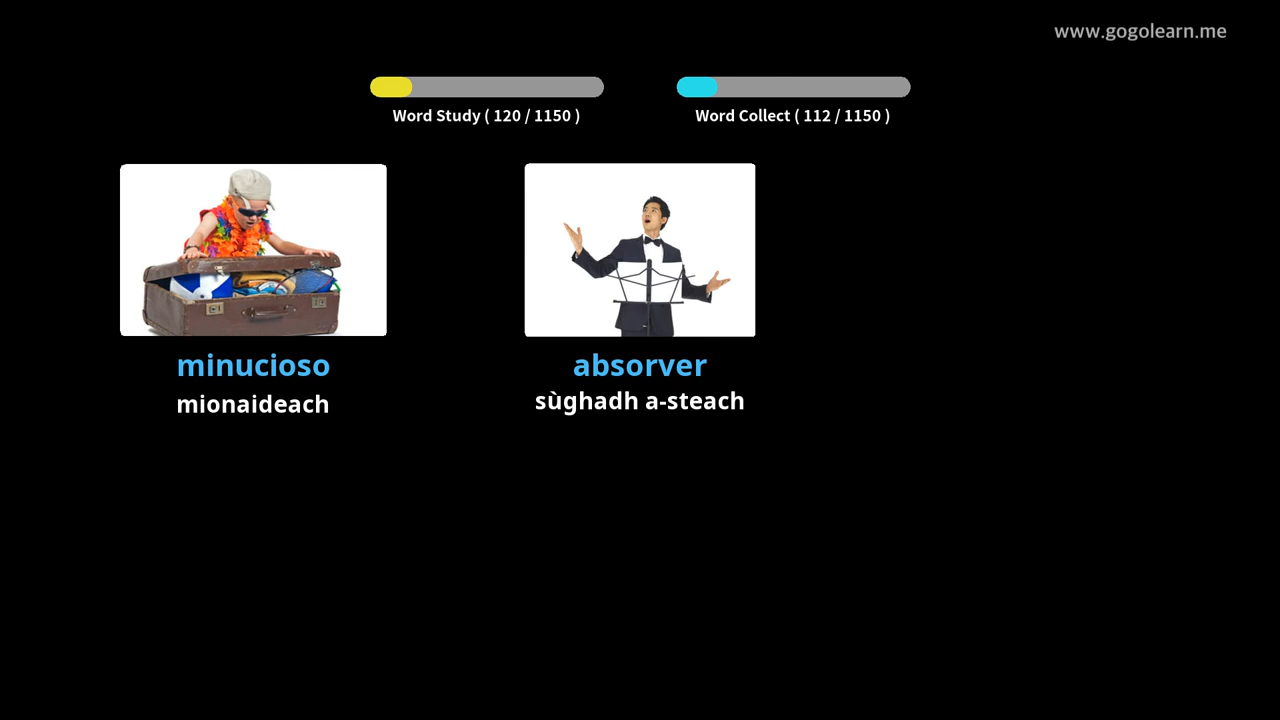 www.gogolearn.me
Word Study ( 120 / 1150 )
Word Collect ( 112 / 1150 )
minucioso
mionaideach
absorver
sùghadh a-steach